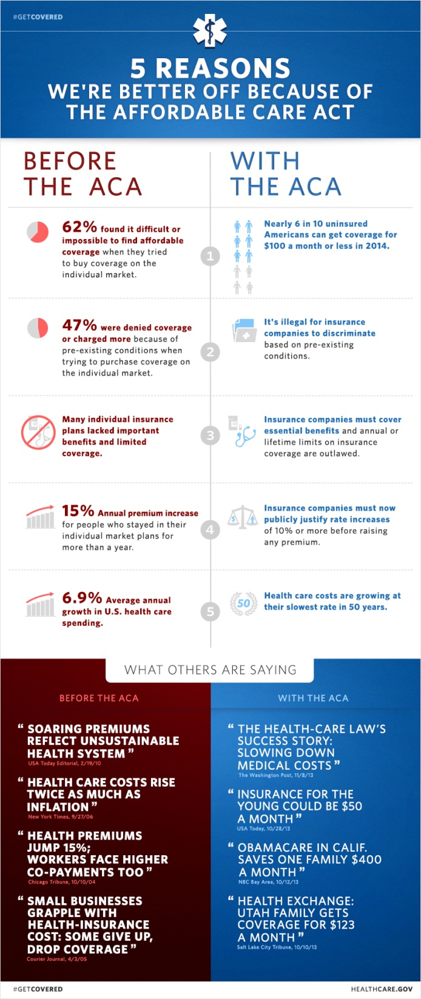 #GETCOVERED
5 REASONS
WE'RE BETTER OFF BECAUSE OF
THE AFFORDABLE CARE ACT
BEFORE
THE ACA
WITH
THE ACA
62% found it difficult or
impossible to find affordable
coverage when they tried
to buy coverage on the
individual market.
1
Nearly 6 in 10 uninsured
Americans can get coverage for
$100 a month or less in 2014.
47% were denied coverage
or charged more because of
pre-existing conditions when
trying to purchase coverage on
the individual market.
2
It's illegal for insurance
companies to discriminate
based on pre-existing
conditions.
Many individual insurance
plans lacked important
benefits and limited
coverage.
3
Insurance companies must cover
essential benefits and annual or
lifetime limits on insurance
coverage are outlawed.
15% Annual premium increase
for people who stayed in their
individual market plans for
more than a year.
4
$
Insurance companies must now
publicly justify rate increases
of 10% or more before raising
any premium.
6.9% Average annual
growth in U.S. health care
spending.
5
50
Health care costs are growing at
their slowest rate in 50 years.
WHAT OTHERS ARE SAYING
BEFORE THE ACA
“ SOARING PREMIUMS
REFLECT UNSUSTAINABLE
HEALTH SYSTEM ”
USA Today Editorial, 2/19/10
“ HEALTH CARE COSTS RISE
TWICE AS MUCH AS
INFLATION ”
New York Times, 9/27/06
“ HEALTH PREMIUMS
JUMP 15%;
WORKERS FACE HIGHER
CO-PAYMENTS TOO ”
Chicago Tribune, 10/10/04
“ SMALL BUSINESSES
GRAPPLE WITH
HEALTH-INSURANCE
COST: SOME GIVE UP,
DROP COVERAGE ”
Courier Journal, 4/3/05
WITH THE ACA
“ THE HEALTH-CARE LAW’S
SUCCESS STORY:
SLOWING DOWN
MEDICAL COSTS ”
The Washington Post, 11/8/13
“ INSURANCE FOR THE
YOUNG COULD BE $50
A MONTH ”
USA Today, 10/28/13
“ OBAMACARE IN CALIF.
SAVES ONE FAMILY $400
A MONTH ”
NBC Bay Area, 10/12/13
“ HEALTH EXCHANGE:
UTAH FAMILY GETS
COVERAGE FOR $123
A MONTH ”
Salt Lake City Tribune, 10/10/13
#GETCOVERED
HEALTHCARE.GOV